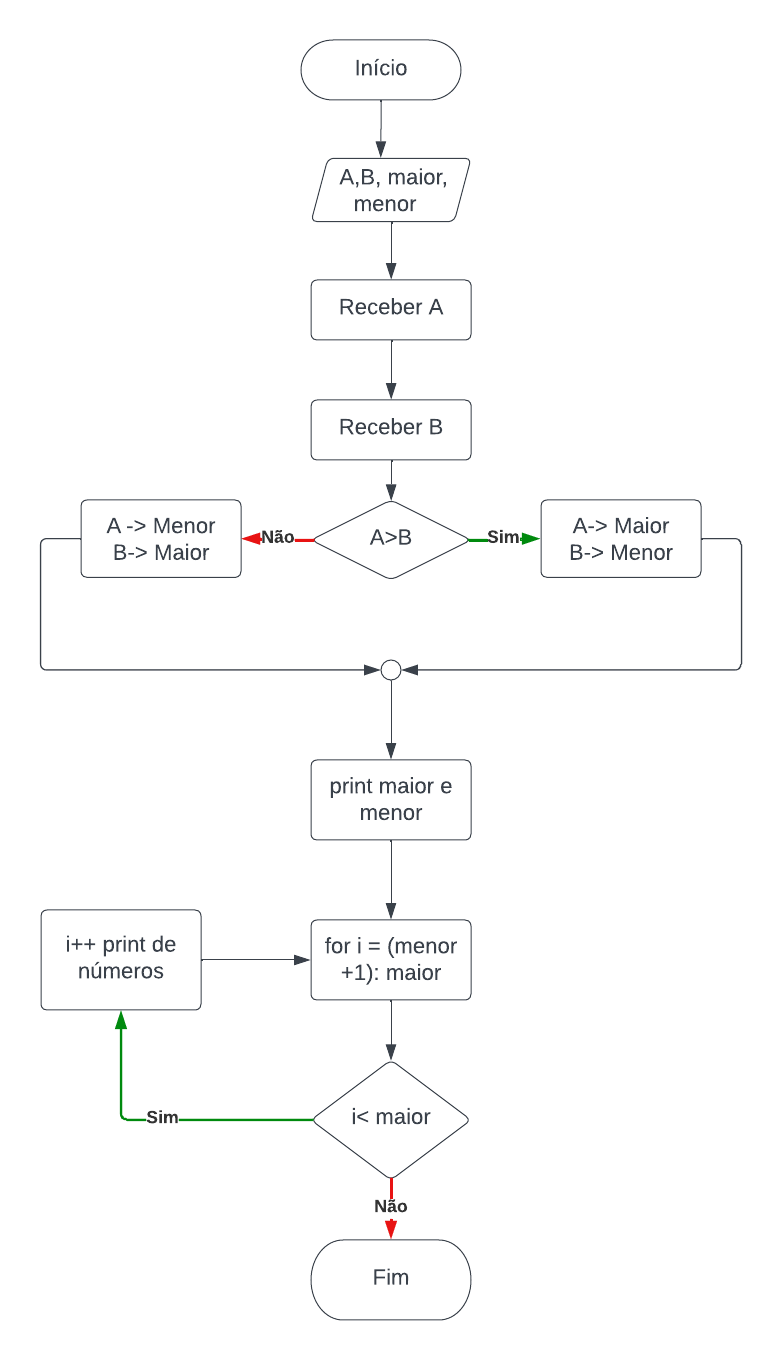 Início
A,B, maior,
menor
Receber A
Receber B
A -> Menor
B-> Maior
Não
A>B
Sim
A-> Maior
B-> Menor
print maior e
menor
i++ print de
números
for i = (menor
+1): maior
i< maior
Sim
Não
Fim